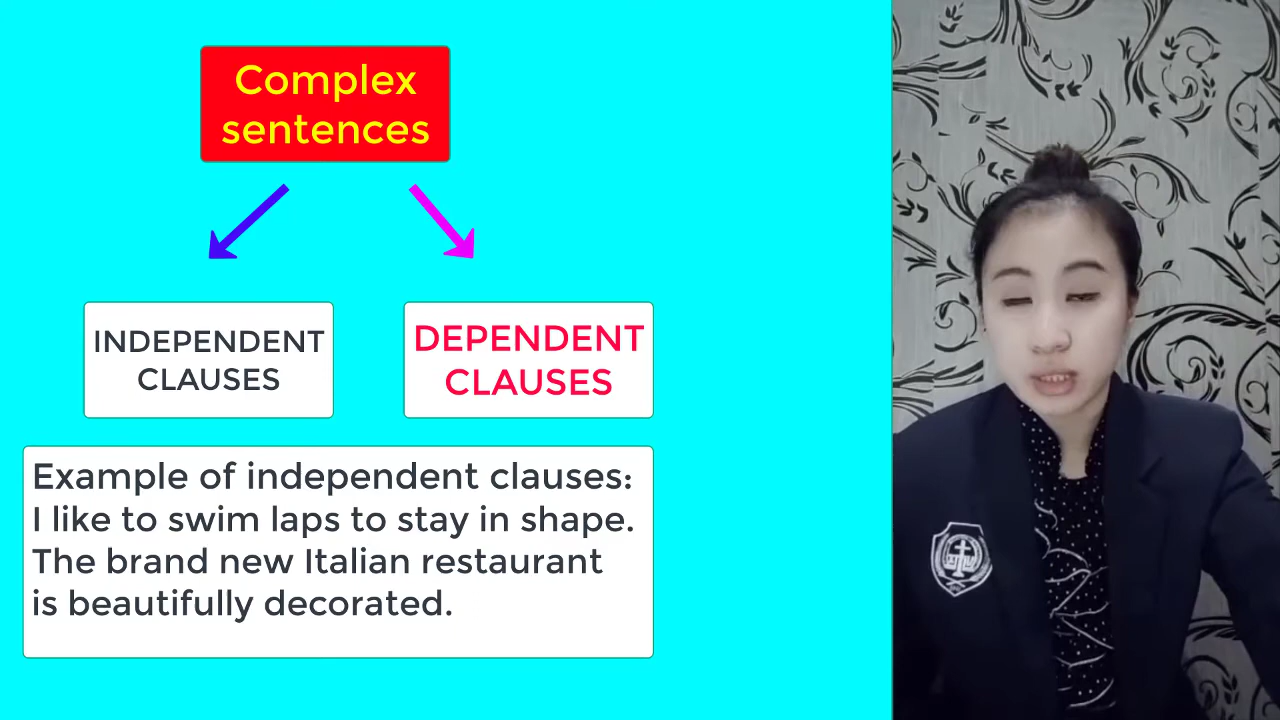 Complex
sentences
INDEPENDENT
CLAUSES
DEPENDENT
CLAUSES
Example of independent clauses:
I like to swim laps to stay in shape.
The brand new Italian restaurant
is beautifully decorated.